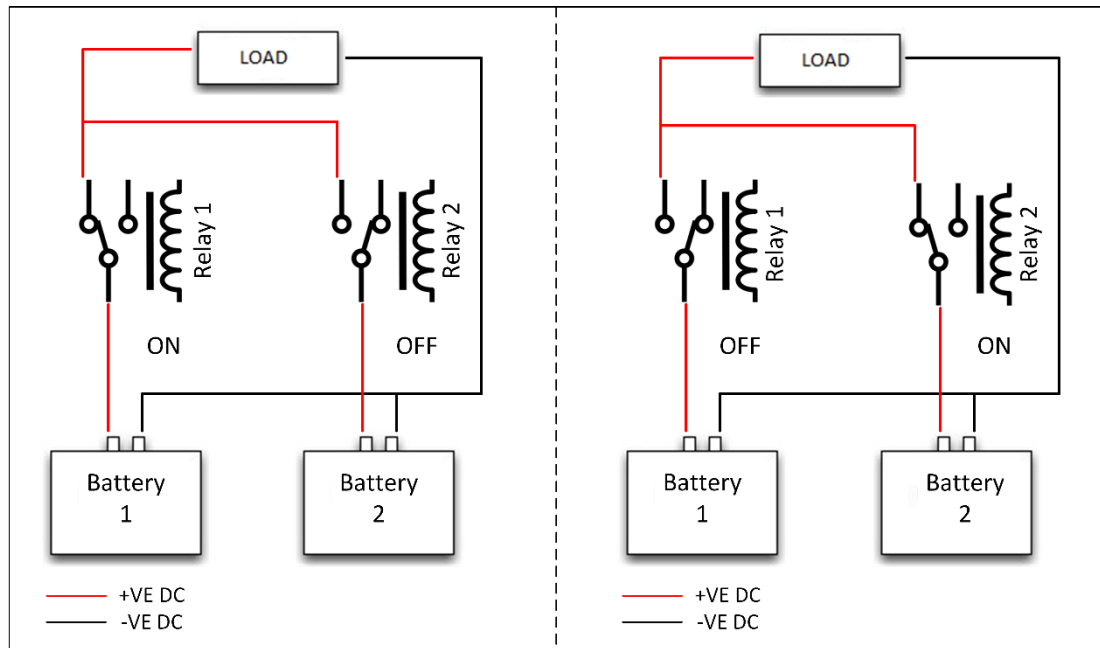 LOAD
Relay 1
Relay 2
ON
OFF
Battery
1
Battery
2
+VE DC
-VE DC
LOAD
Relay 1
Relay 2
OFF
ON
Battery
1
Battery
2
+VE DC
-VE DC